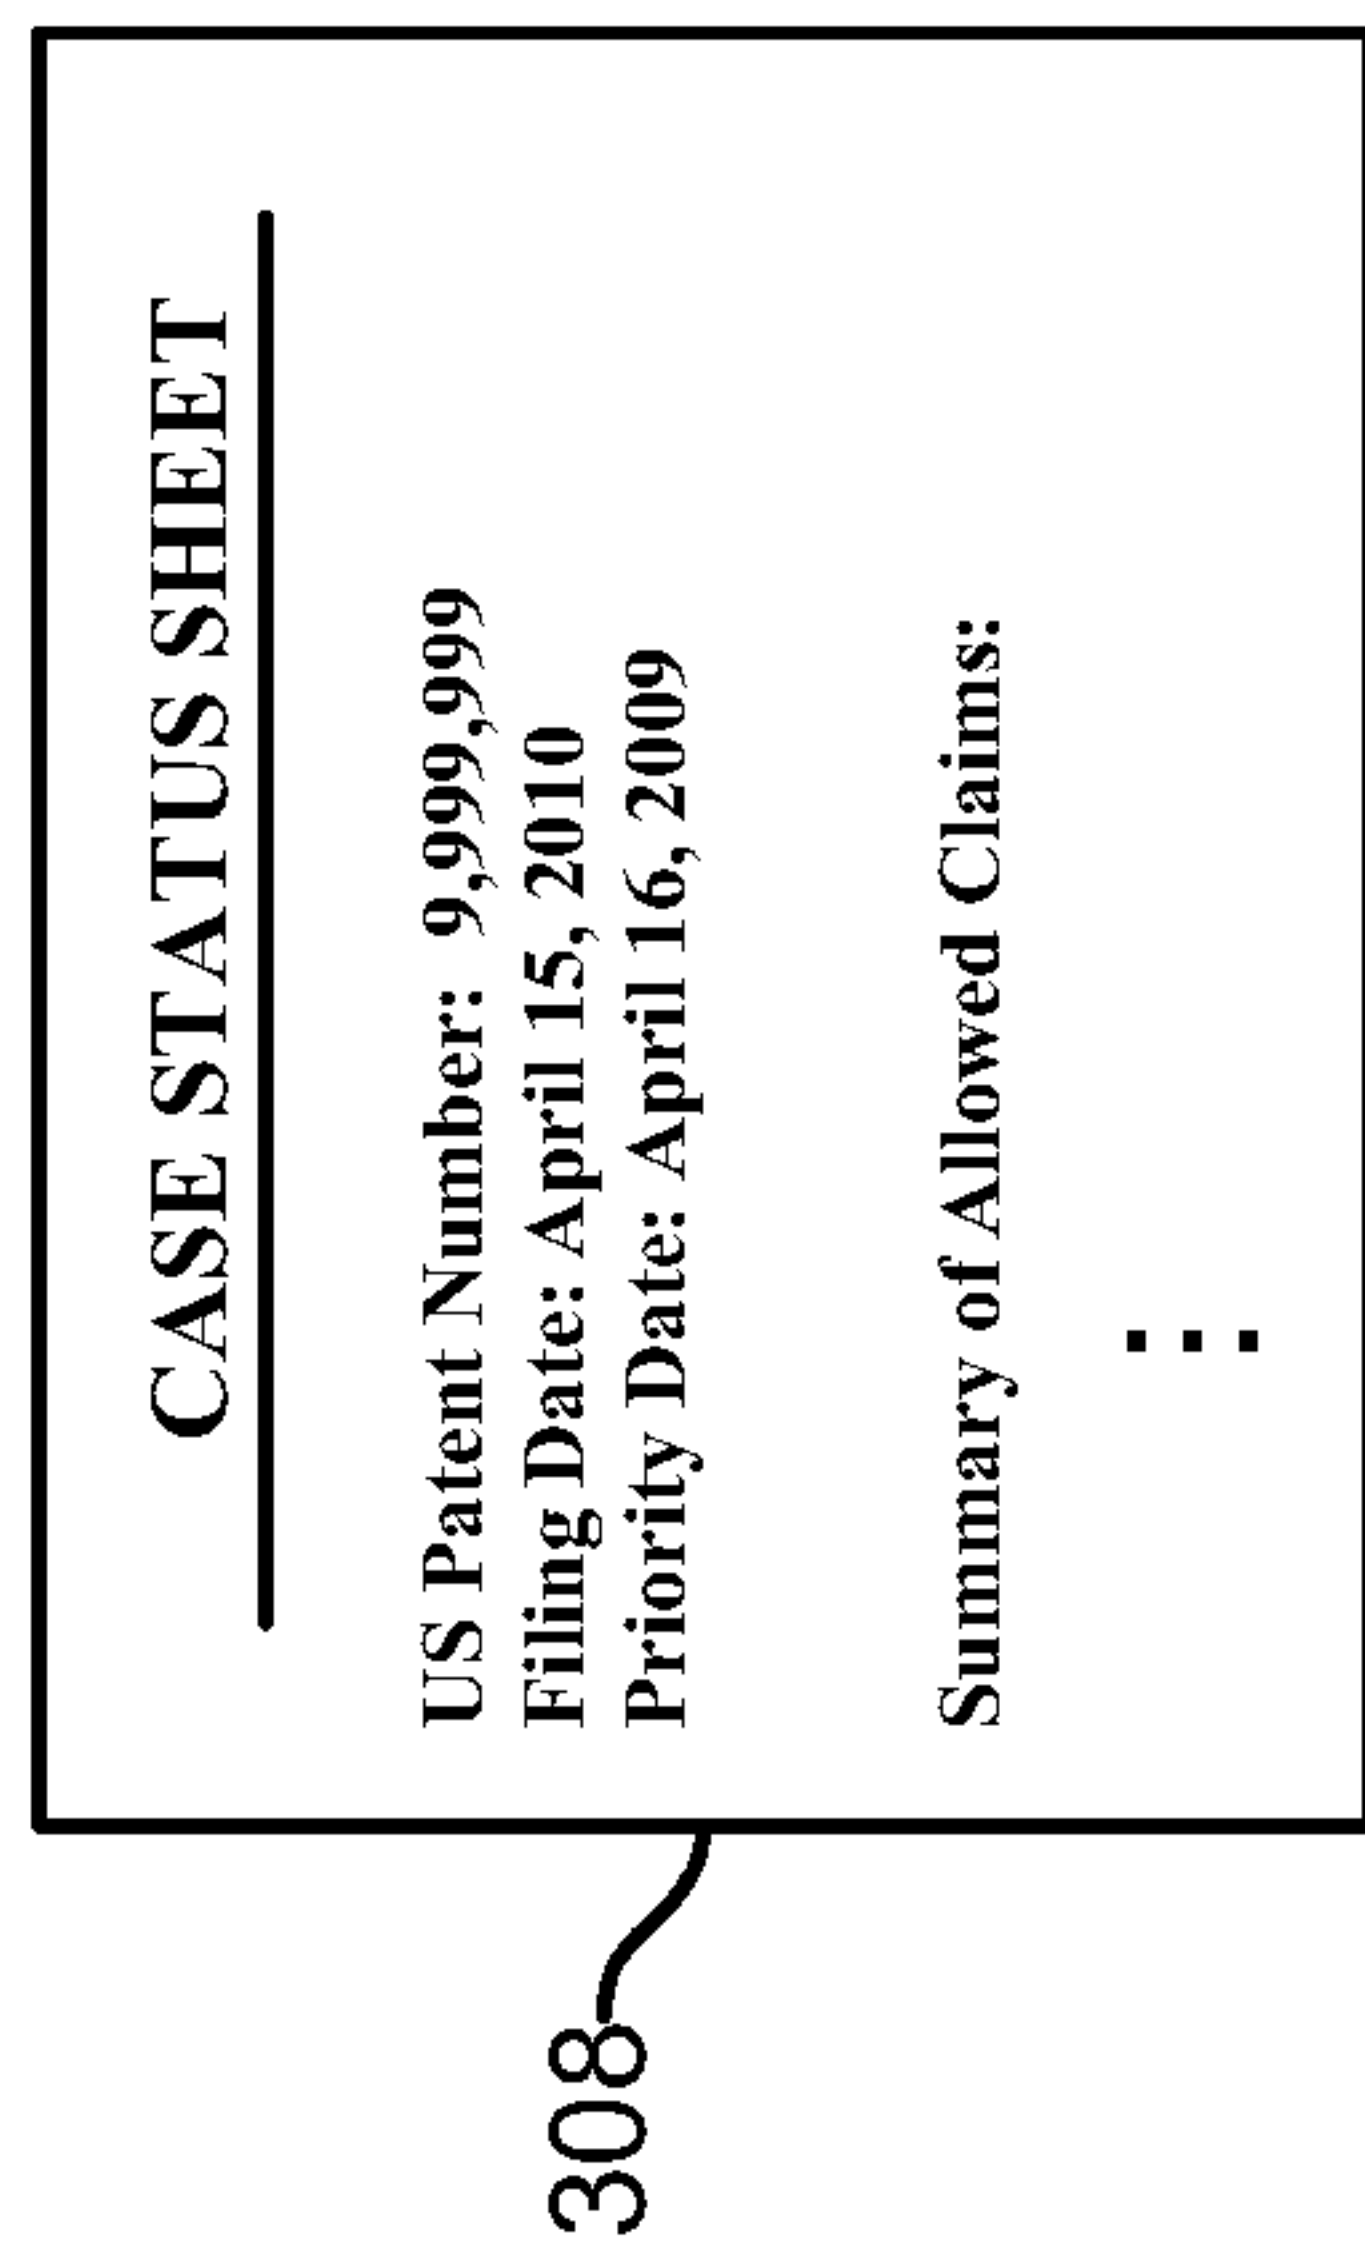 CASE STATUS SHEET
US Patent Number: 9,999,999
Filing Date: April 15, 2010
Priority Date: April 16, 2009
Summary of Allowed Claims:
308